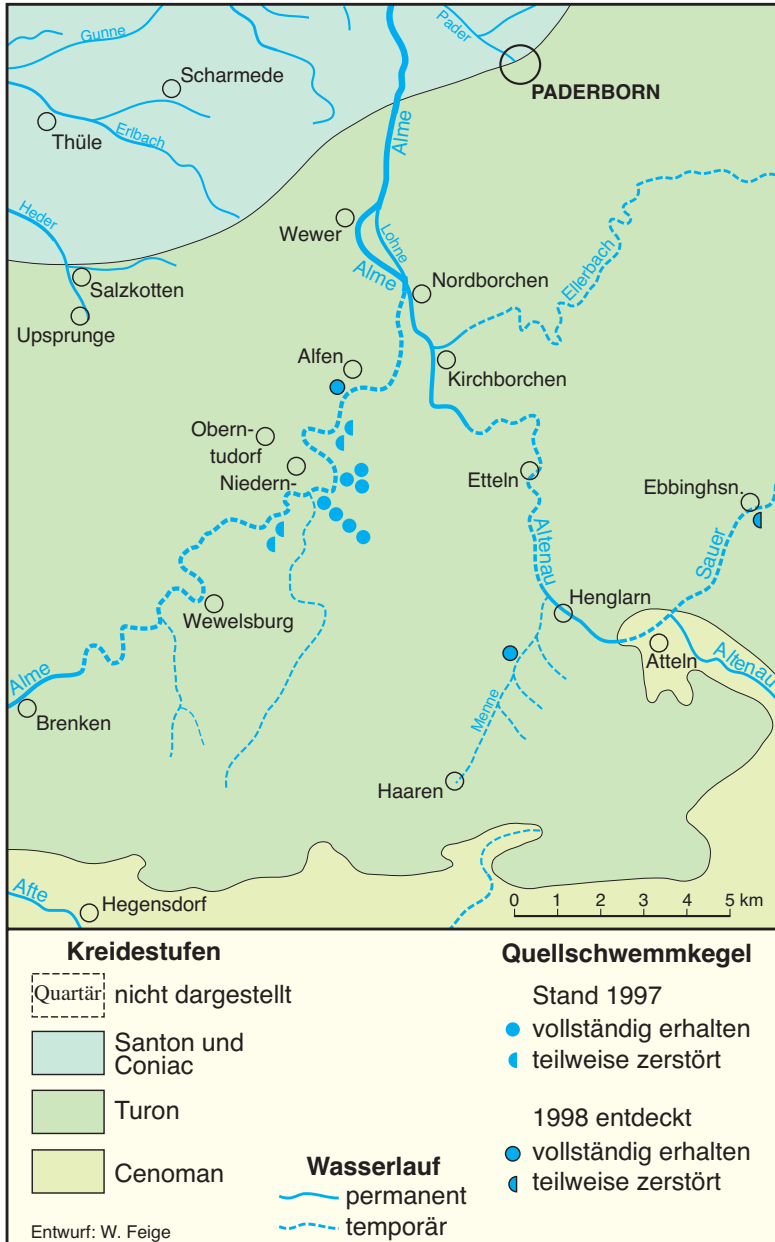 Gunne
Pader
Scharmede
PADERBORN
Thüle
Erlbach
Alme
Heder
Wewer
Lohne
Alme
Nordborchen
Ellerbach
Salzkotten
Upsprunge
Alfen
Kirchborchen
Obern-
tudorf
Niedern-
Etteln
Ebbinghsn.
Altenau
Sauer
Wewelsburg
Henglarn
Atteln
Altenau
Alme
Brenken
Menne
Haaren
Afte
Hegensdorf
0 1 2 3 4 5 km
Kreidestufen
Quartär nicht dargestellt
Santon und
Coniac
Turon
Cenoman
Entwurf: W. Feige
Wasserlauf
permanent
temporär
Quellschwemmkegel
Stand 1997
vollständig erhalten
teilweise zerstört
1998 entdeckt
vollständig erhalten
teilweise zerstört